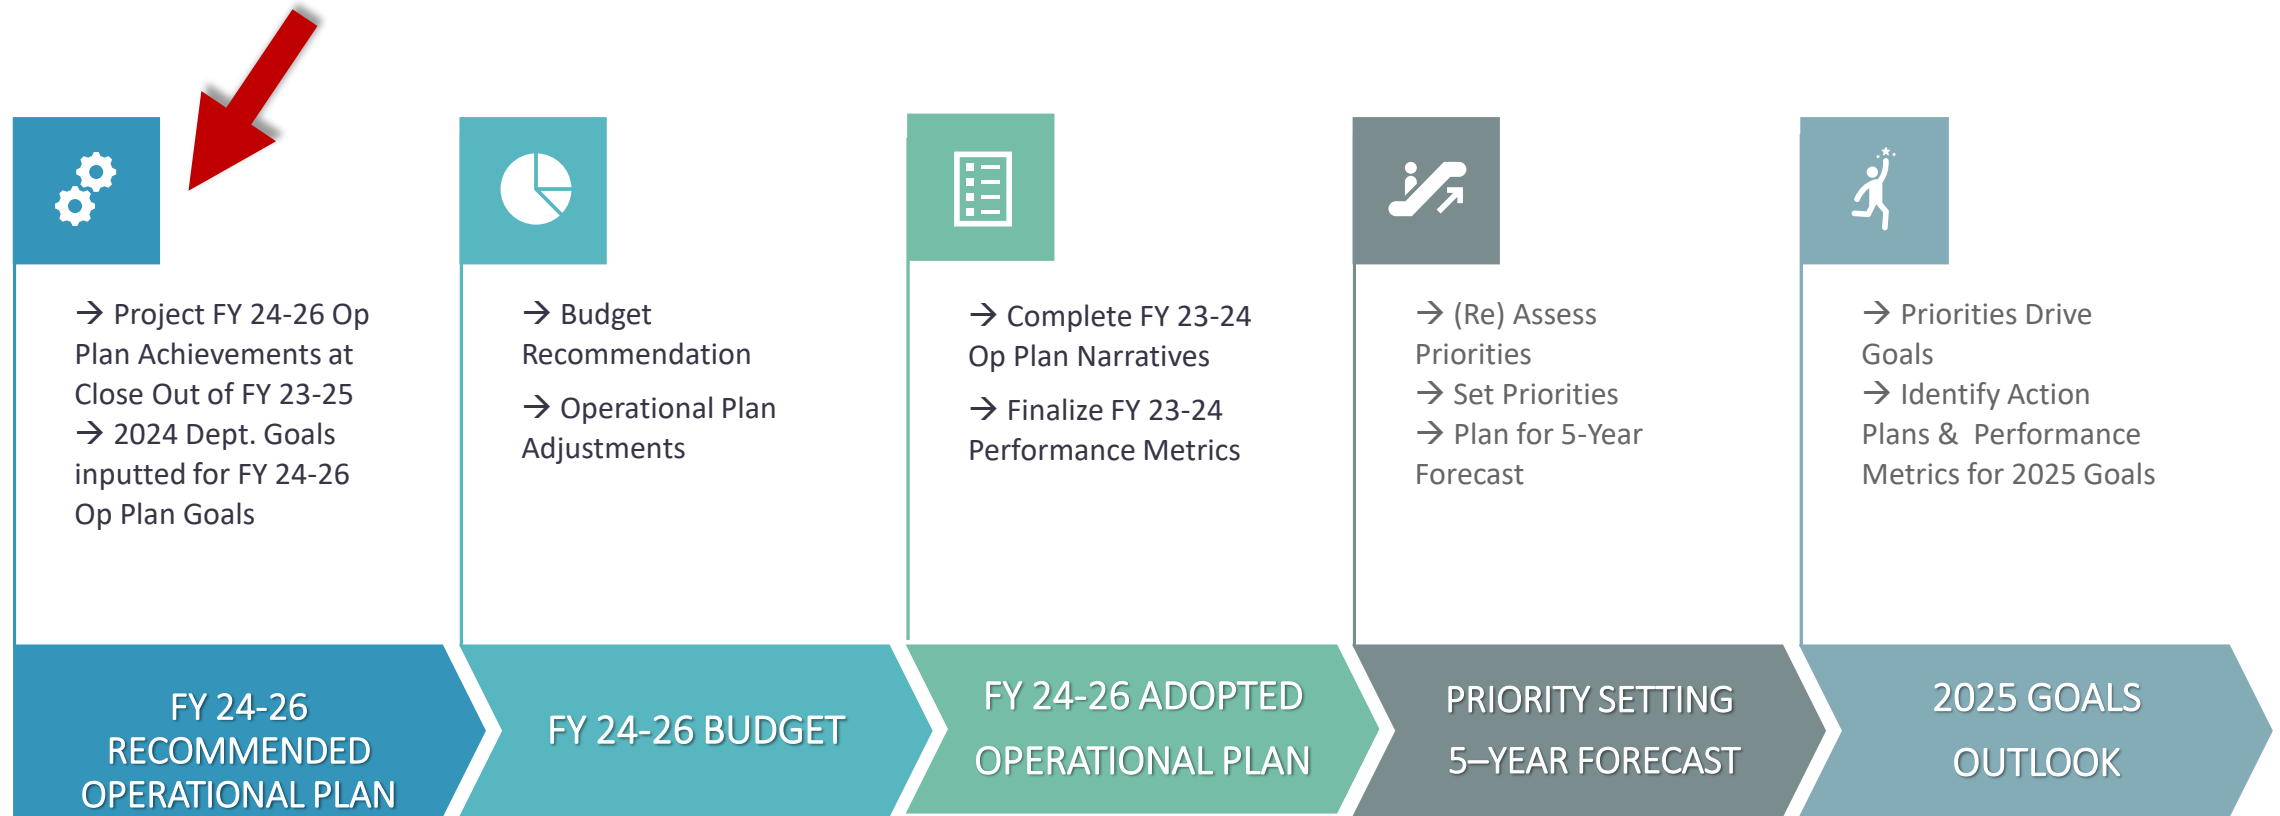 → Project FY 24-26 Op
Plan Achievements at
Close Out of FY 23-25
→ 2024 Dept. Goals
inputted for FY 24-26
Op Plan Goals
FY 24-26
RECOMMENDED
OPERATIONAL PLAN
→ Budget
Recommendation
→ Operational Plan
Adjustments
FY 24-26 BUDGET
→ Complete FY 23-24
Op Plan Narratives
→ Finalize FY 23-24
Performance Metrics
FY 24-26 ADOPTED
OPERATIONAL PLAN
→ (Re) Assess
Priorities
→ Set Priorities
→ Plan for 5-Year
Forecast
PRIORITY SETTING
5–YEAR FORECAST
→ Priorities Drive
Goals
→ Identify Action
Plans &  Performance
Metrics for 2025 Goals
2025 GOALS
OUTLOOK